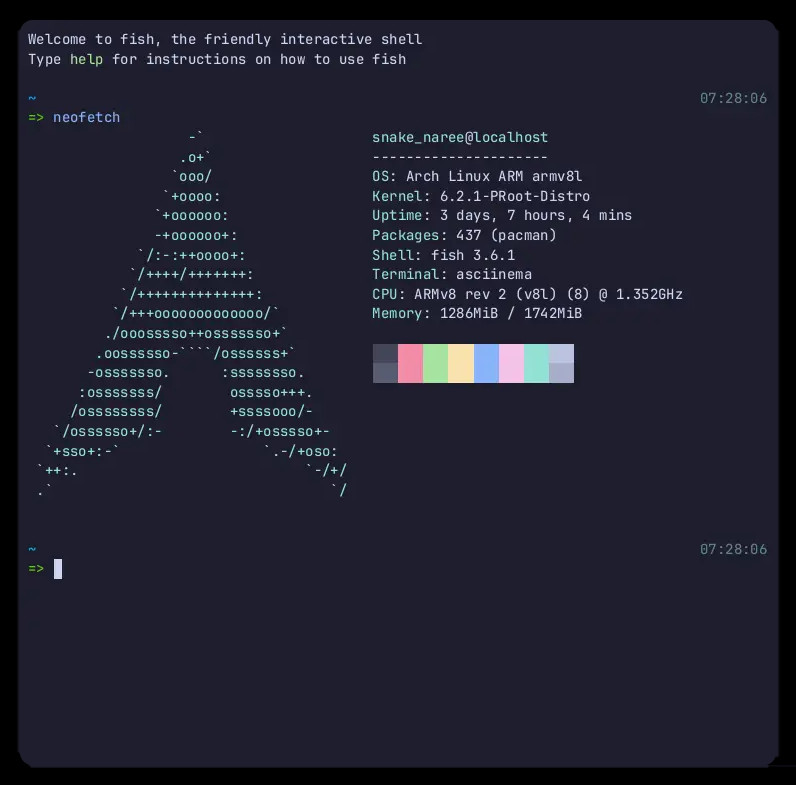 Welcome to fish, the friendly interactive shell
Type help for instructions on how to use fish
~ 07:28:06
=> neofetch
                   -`                    snake_naree@localhost
                  .o+`                   ---------------------
                 `ooo/                   OS: Arch Linux ARM armv8l
                `+oooo:                  Kernel: 6.2.1-PRoot-Distro
               `+oooooo:                 Uptime: 3 days, 7 hours, 4 mins
               -+oooooo+:                Packages: 437 (pacman)
             `/:-:++oooo+:               Shell: fish 3.6.1
            `/++++/+++++++:              Terminal: asciinema
           `/++++++++++++++:             CPU: ARMv8 rev 2 (v8l) (8) @ 1.352GHz
          `/+++ooooooooooooo/`           Memory: 1286MiB / 1742MiB
         ./ooosssso++osssssso+`
        .oossssso-````/ossssss+`
       -osssssso.      :ssssssso.
      :osssssss/        osssso+++.
     /ossssssss/        +ssssooo/-
   `/ossssso+/:-        -:/+osssso+-
  `+sso+:-`                 `.-/+oso:
 `++:.                           `-/+/
 .`                                 `/
~ 07:28:06
=>